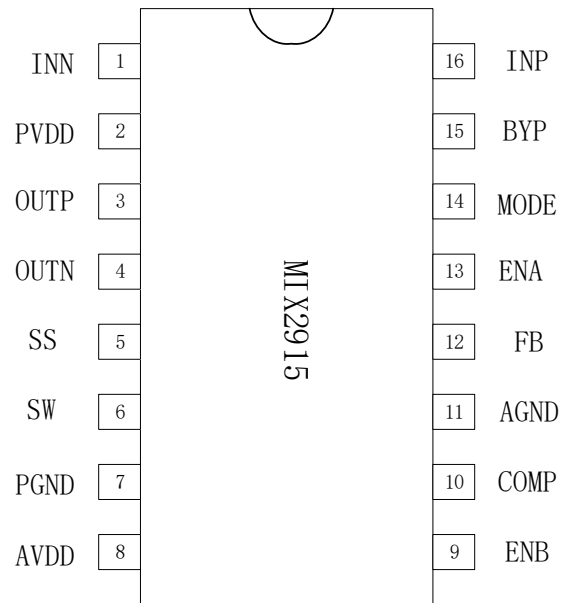 INN 1 16 INP
PVDD 2 15 BYP
OUTP 3 14 MODE
OUTN 4 13 ENA
MIX2915
SS 5 12 FB
SW 6 11 AGND
PGND 7 10 COMP
AVDD 8 9 ENB